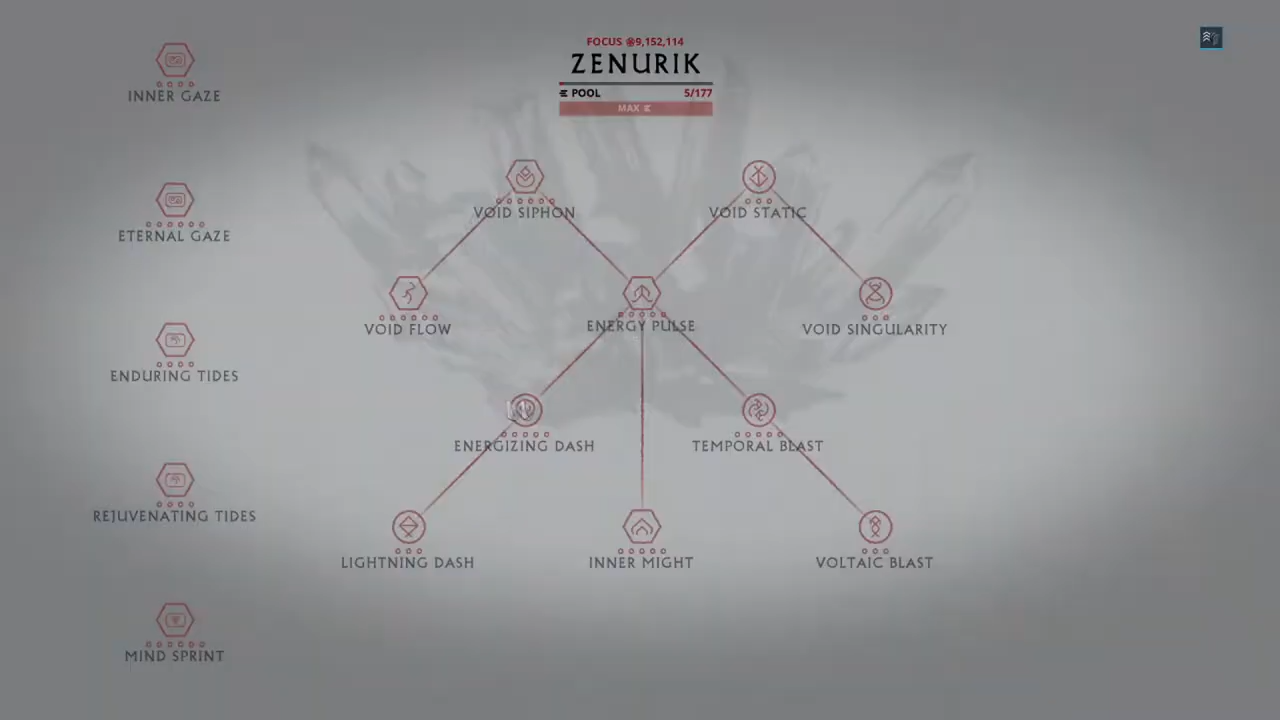 FOCUS 9,152,114
ZENURIK
POOL 5/177
MAX
INNER GAZE
VOID SIPHON
VOID STATIC
ETERNAL GAZE
VOID FLOW
ENERGY PULSE
VOID SINGULARITY
ENDURING TIDES
ENERGIZING DASH
TEMPORAL BLAST
REJUVENATING TIDES
LIGHTNING DASH
INNER MIGHT
VOLTAIC BLAST
MIND SPRINT